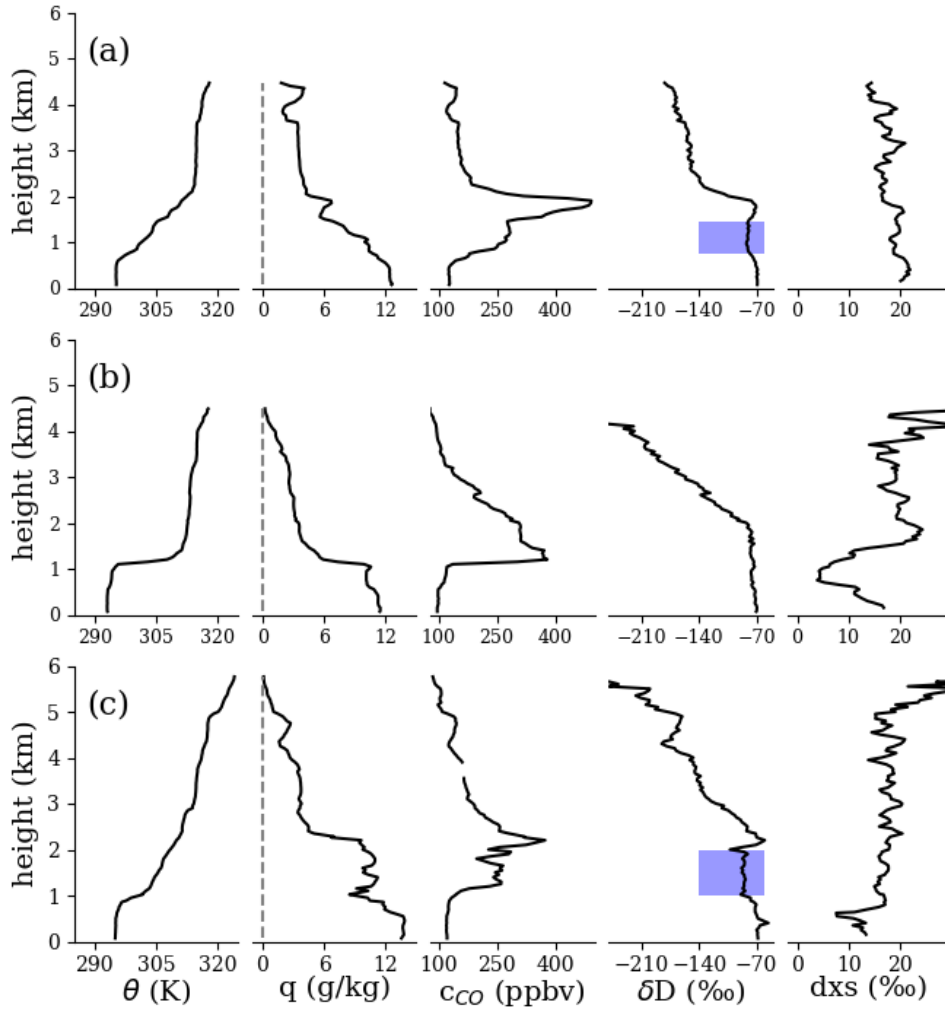 6
5
4
3
2
1
0
height (km)
(a)
290 305 320
0 6 12
100 250 400
−210 −140 −70
0 10 20
6
5
4
3
2
1
0
height (km)
(b)
290 305 320
0 6 12
100 250 400
−210 −140 −70
0 10 20
6
5
4
3
2
1
0
height (km)
(c)
290 305 320
0 6 12
100 250 400
−210 −140 −70
0 10 20
θ (K)
q (g/kg)
c_CO (ppbv)
δD (‰)
dxs (‰)